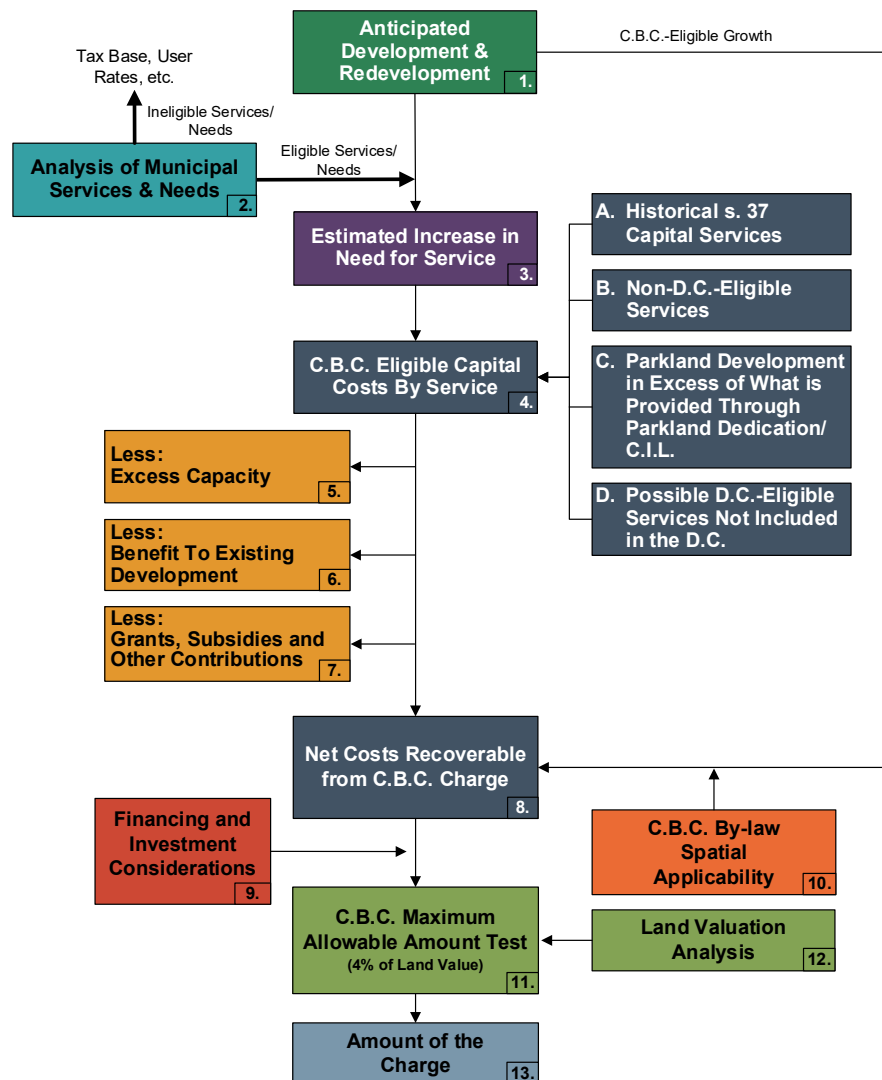 Anticipated
Development &
Redevelopment
1.
C.B.C.-Eligible Growth
Tax Base, User
Rates, etc.
Ineligible Services/
Needs
Analysis of Municipal
Services & Needs
2.
Eligible Services/
Needs
Estimated Increase in
Need for Service
3.
C.B.C. Eligible Capital
Costs By Service
4.
A. Historical s. 37
Capital Services
B. Non-D.C.-Eligible
Services
C. Parkland Development
in Excess of What is
Provided Through
Parkland Dedication/
C.I.L.
D. Possible D.C.-Eligible
Services Not Included
in the D.C.
Less:
Excess Capacity
5.
Less:
Benefit To Existing
Development
6.
Less:
Grants, Subsidies and
Other Contributions
7.
Net Costs Recoverable
from C.B.C. Charge
8.
Financing and
Investment
Considerations
9.
C.B.C. By-law
Spatial
Applicability
10.
C.B.C. Maximum
Allowable Amount Test
(4% of Land Value)
11.
Land Valuation
Analysis
12.
Amount of the
Charge
13.